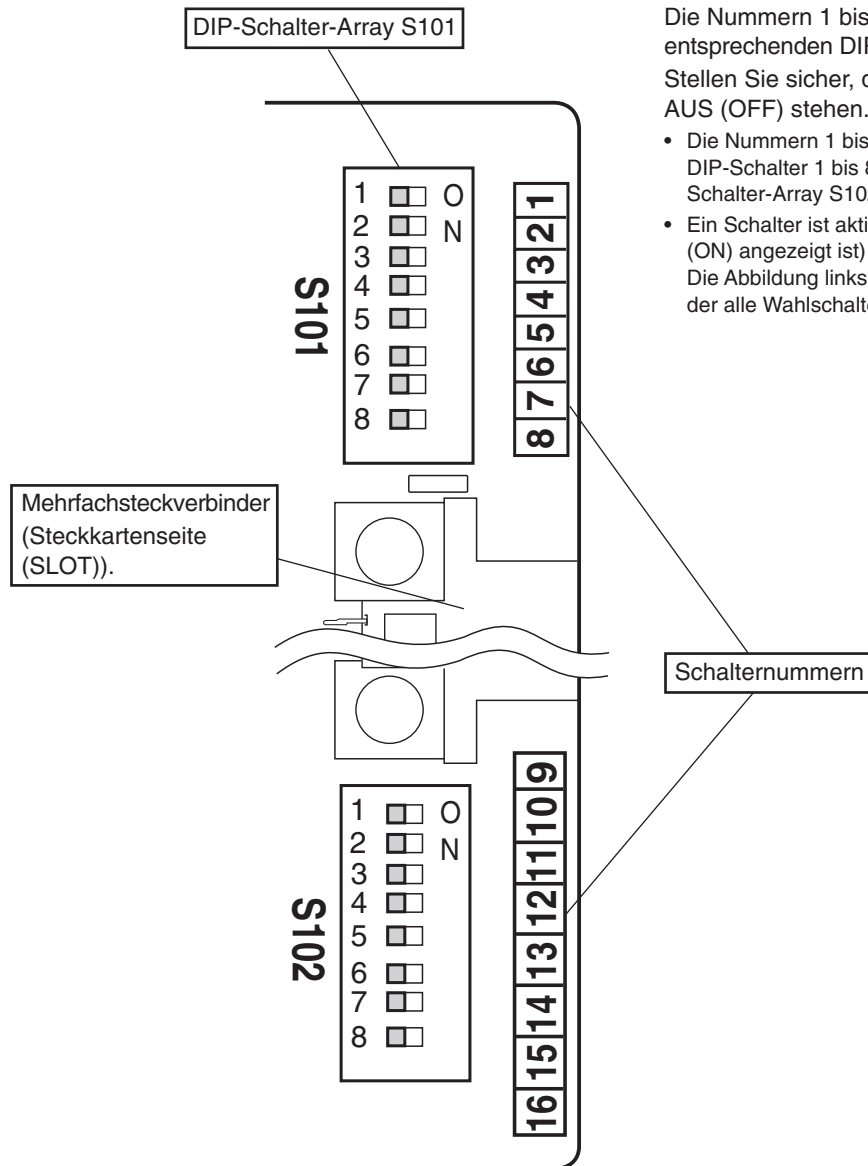 DIP-Schalter-Array S101
Die Nummern 1 bis
entsprechenden DIP
Stellen Sie sicher, d
AUS (OFF) stehen.
• Die Nummern 1 bis
DIP-Schalter 1 bis 8
Schalter-Array S10
• Ein Schalter ist akti
(ON) angezeigt ist)
Die Abbildung links
der alle Wahlschalte
S101
1
2
3
4
5
6
7
8
O
N
1
2
3
4
5
6
7
8
Mehrfachsteckverbinder
(Steckkartenseite
(SLOT)).
Schalternummern
S102
1
2
3
4
5
6
7
8
O
N
9
10
11
12
13
14
15
16